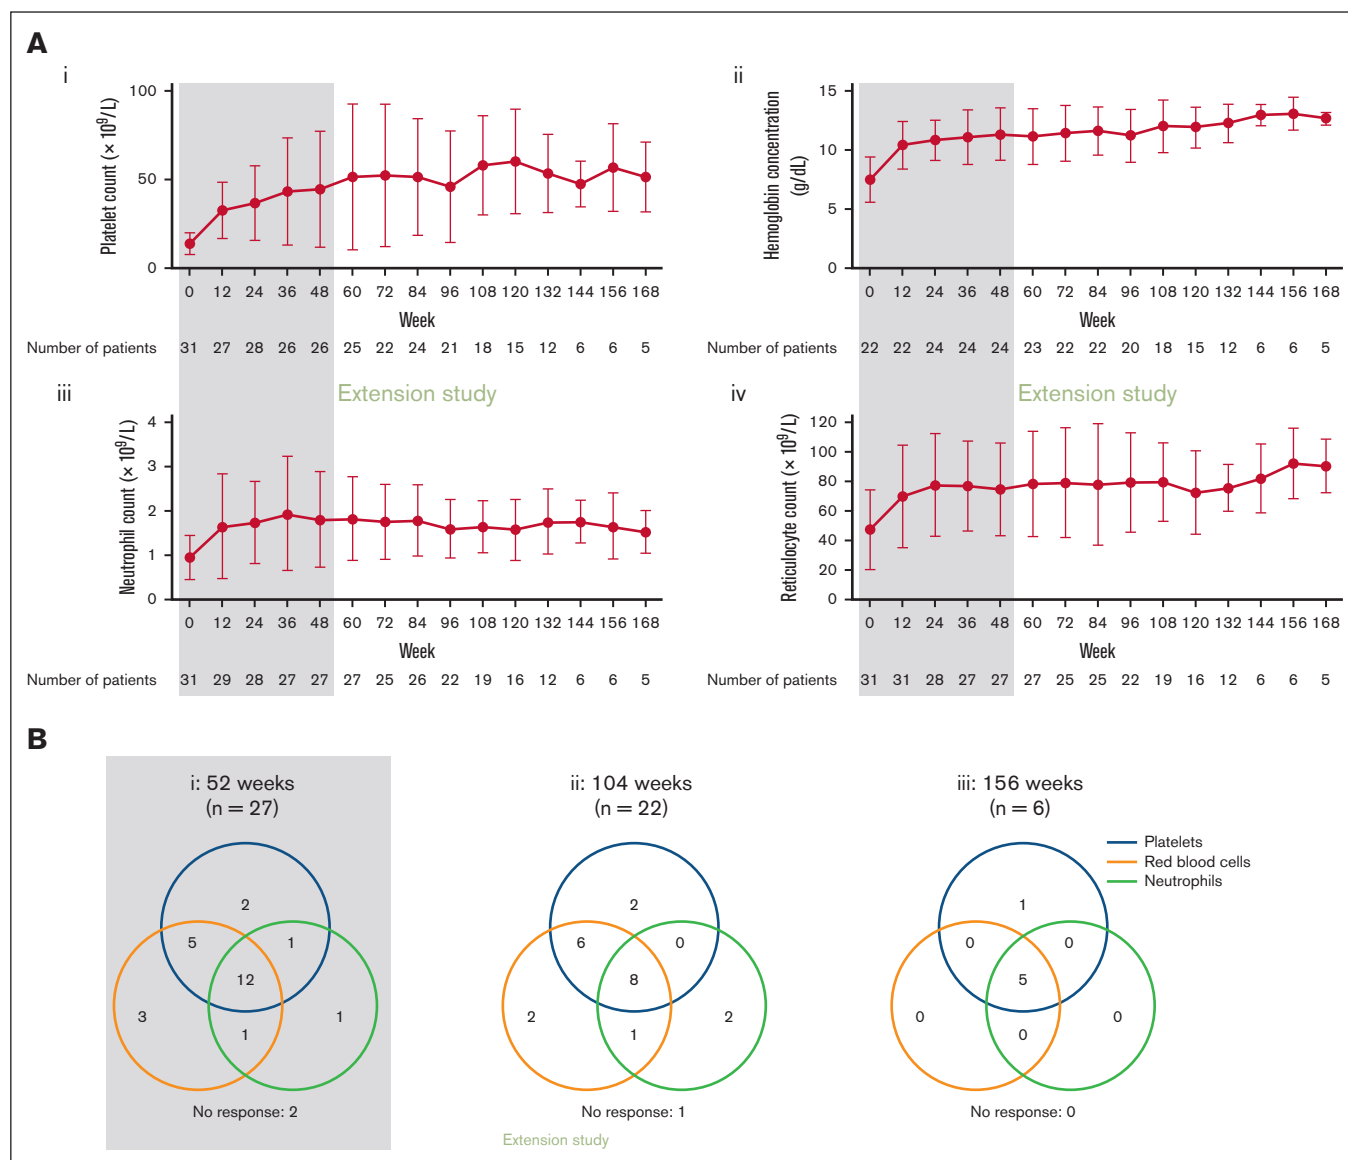 A
i
Platelet count (× 10⁹/L)
100
50
0
0 12 24 36 48 60 72 84 96 108 120 132 144 156 168
Week
Number of patients 31 27 28 26 26 25 22 24 21 18 15 12 6 6 5
ii
Hemoglobin concentration
(g/dL)
15
10
5
0
0 12 24 36 48 60 72 84 96 108 120 132 144 156 168
Week
Number of patients 22 22 24 24 24 23 22 22 20 18 15 12 6 6 5
iii
Extension study
Neutrophil count (× 10⁹/L)
4
3
2
1
0
0 12 24 36 48 60 72 84 96 108 120 132 144 156 168
Week
Number of patients 31 29 28 27 27 27 25 26 22 19 16 12 6 6 5
iv
Extension study
Reticulocyte count (× 10⁹/L)
120
100
80
60
40
20
0
0 12 24 36 48 60 72 84 96 108 120 132 144 156 168
Week
Number of patients 31 31 28 27 27 27 25 25 22 19 16 12 6 6 5
B
i: 52 weeks
(n = 27)
2
5 1
12
3 1
1
No response: 2
ii: 104 weeks
(n = 22)
2
6 0
8
2 2
1
No response: 1
Extension study
iii: 156 weeks
(n = 6)
1
0 0
5
0 0
0
No response: 0
Platelets
Red blood cells
Neutrophils